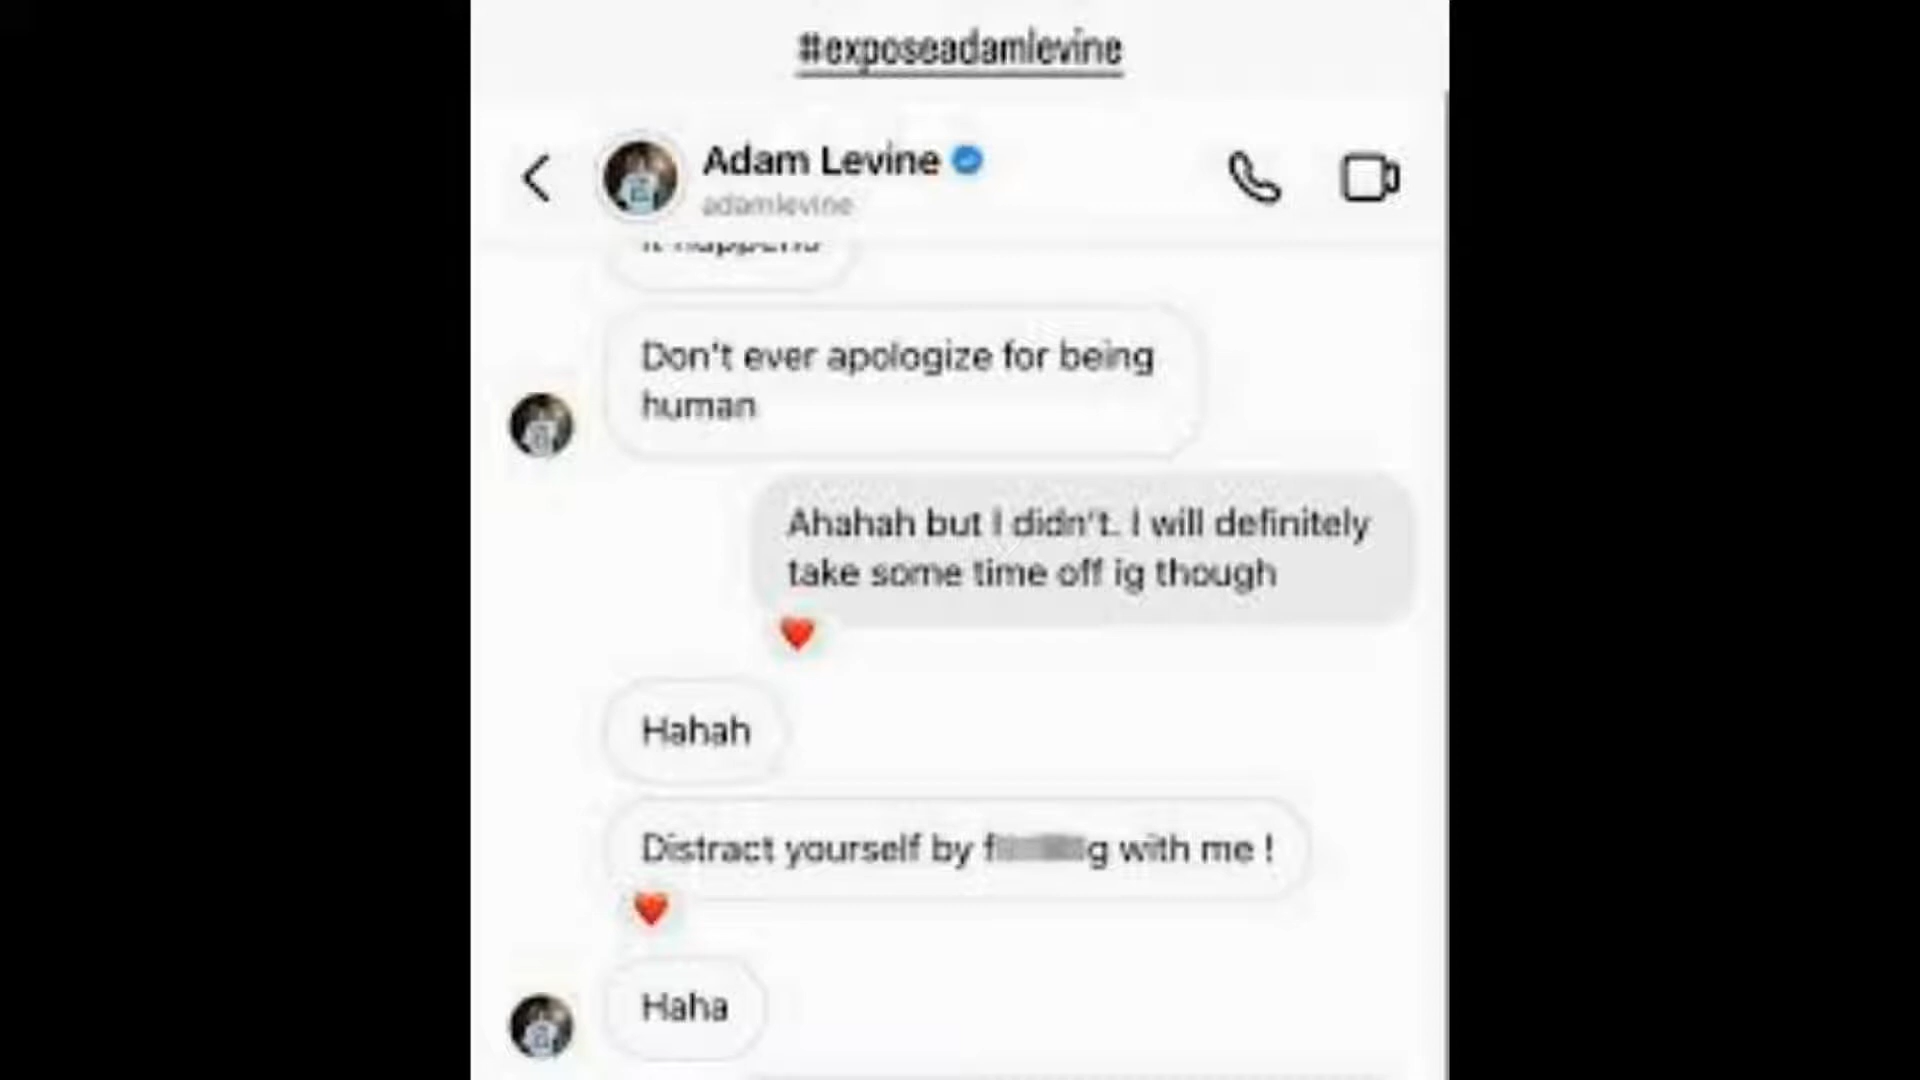 #exposeadamlevine
Adam Levine
adamlevine
Don't ever apologize for being
human
Ahahah but I didn't. I will definitely
take some time off ig though
Hahah
Distract yourself by f g with me !
Haha